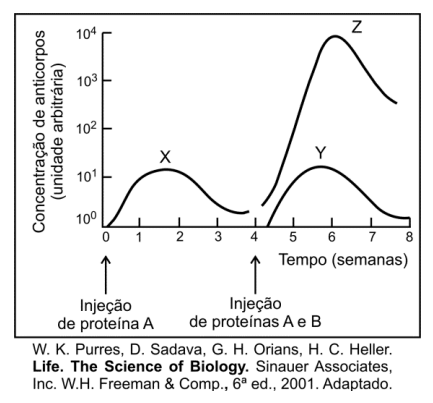 Concentração de anticorpos
(unidade arbitrária)
10⁴
10³
10²
10¹
10⁰
X
Z
Y
0 1 2 3 4 5 6 7 8
Tempo (semanas)
Injeção
de proteína A
Injeção
de proteínas A e B
W. K. Purres, D. Sadava, G. H. Orians, H. C. Heller.
Life. The Science of Biology. Sinauer Associates,
Inc. W.H. Freeman & Comp., 6ª ed., 2001. Adaptado.